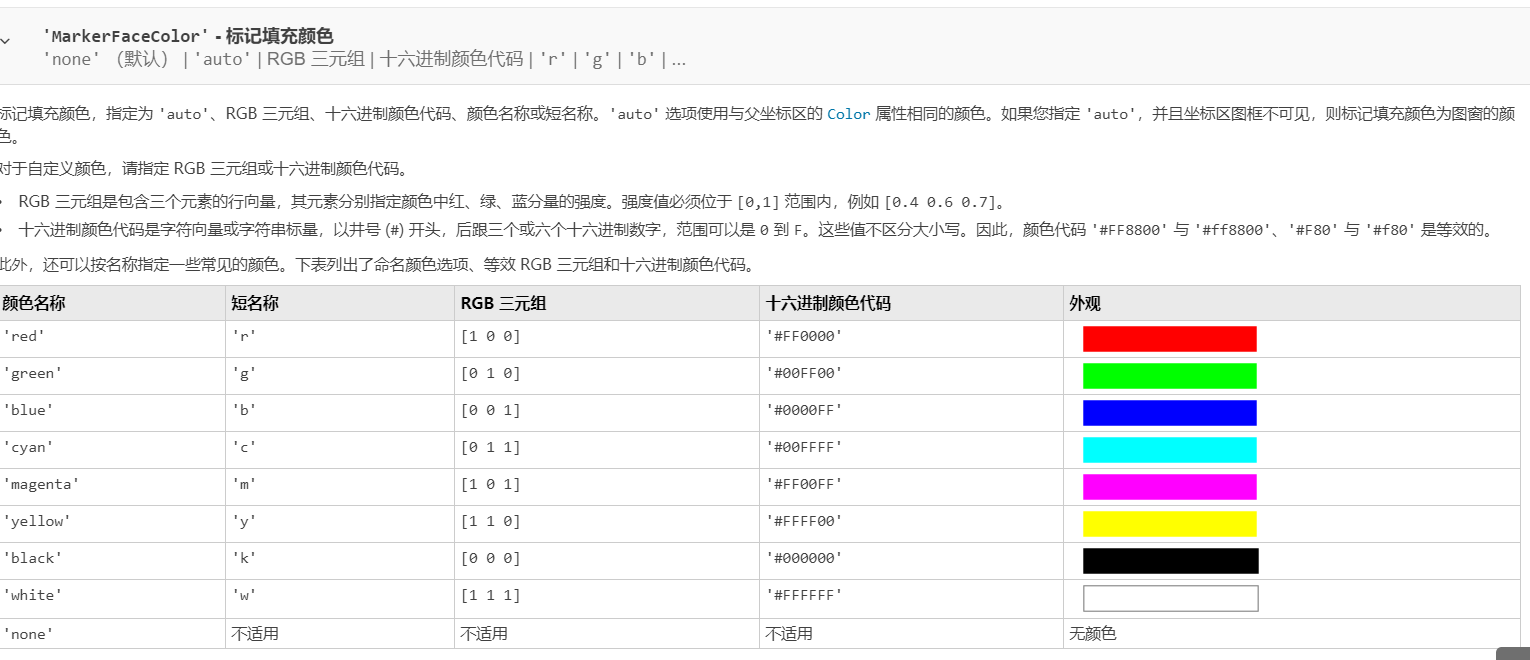 'MarkerFaceColor' - 标记填充颜色
'none' （默认） | 'auto' | RGB 三元组 | 十六进制颜色代码 | 'r' | 'g' | 'b' | ...
标记填充颜色，指定为 'auto'、RGB 三元组、十六进制颜色代码、颜色名称或短名称。'auto' 选项使用与父坐标区的 Color 属性相同的颜色。如果您指定 'auto'，并且坐标区图框不可见，则标记填充颜色为图窗的颜
色。
对于自定义颜色，请指定 RGB 三元组或十六进制颜色代码。
• RGB 三元组是包含三个元素的行向量，其元素分别指定颜色中红、绿、蓝分量的强度。强度值必须位于 [0,1] 范围内，例如 [0.4 0.6 0.7]。
• 十六进制颜色代码是字符向量或字符串标量，以井号 (#) 开头，后跟三个或六个十六进制数字，范围可以是 0 到 F。这些值不区分大小写。因此，颜色代码 '#FF8800' 与 '#ff8800'、'#F80' 与 '#f80' 是等效的。
此外，还可以按名称指定一些常见的颜色。下表列出了命名颜色选项、等效 RGB 三元组和十六进制颜色代码。
颜色名称 短名称 RGB 三元组 十六进制颜色代码 外观
'red' 'r' [1 0 0] '#FF0000'
'green' 'g' [0 1 0] '#00FF00'
'blue' 'b' [0 0 1] '#0000FF'
'cyan' 'c' [0 1 1] '#00FFFF'
'magenta' 'm' [1 0 1] '#FF00FF'
'yellow' 'y' [1 1 0] '#FFFF00'
'black' 'k' [0 0 0] '#000000'
'white' 'w' [1 1 1] '#FFFFFF'
'none' 不适用 不适用 不适用 无颜色